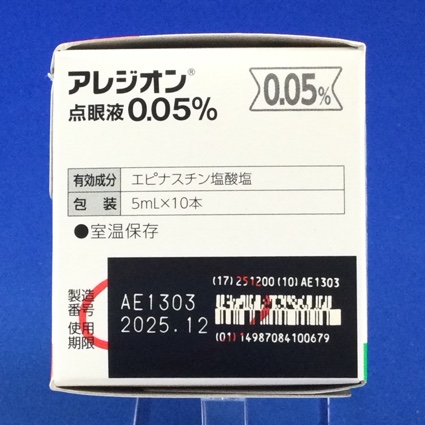 アレジオン®
点眼液0.05%
0.05%
有効成分 エピナスチン塩酸塩
包 装 5mL×10本
●室温保存
(17)251200(10)AE1303
製造番号 AE1303
使用期限 2025.12
(01)14987084100679